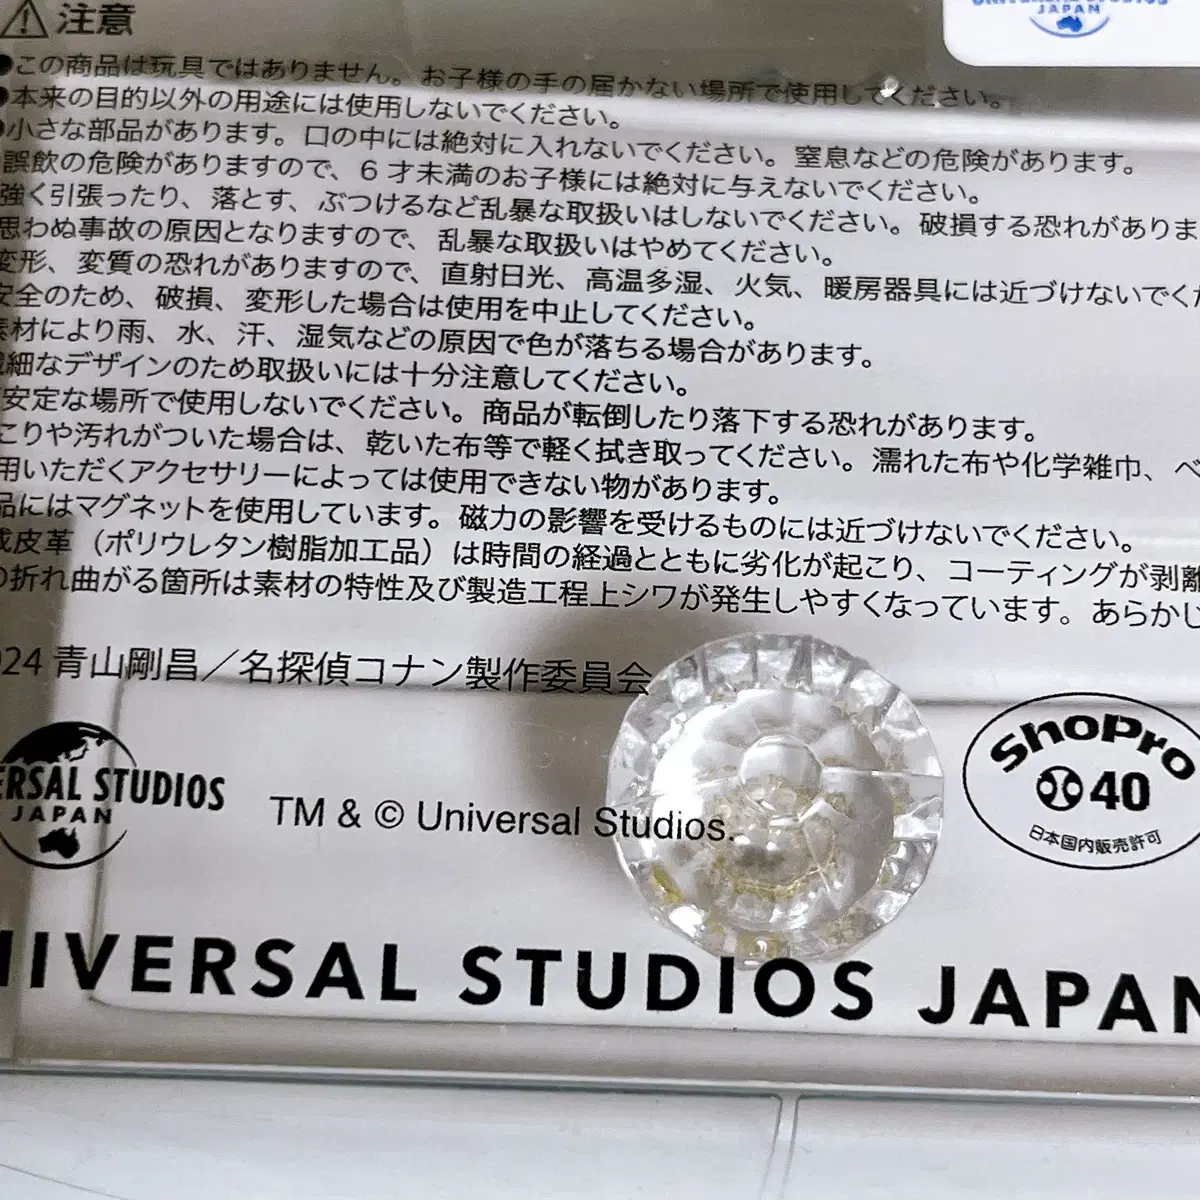 UNIVERSAL STUDIOS
JAPAN
注意
●この商品は玩具ではありません。お子様の手の届かない場所で使用してください。
●本来の目的以外の用途には使用しないでください。
●小さな部品があります。口の中には絶対に入れないでください。窒息などの危険があります。
誤飲の危険がありますので、6才未満のお子様には絶対に与えないでください。
強く引張ったり、落とす、ぶつけるなど乱暴な取扱いはしないでください。破損する恐れがありま
思わぬ事故の原因となりますので、乱暴な取扱いはやめてください。
変形、変質の恐れがありますので、直射日光、高温多湿、火気、暖房器具には近づけないでくだ
安全のため、破損、変形した場合は使用を中止してください。
素材により雨、水、汗、湿気などの原因で色が落ちる場合があります。
繊細なデザインのため取扱いには十分注意してください。
安定な場所で使用しないでください。商品が転倒したり落下する恐れがあります。
こりや汚れがついた場合は、乾いた布等で軽く拭き取ってください。濡れた布や化学雑巾、ベ
用いただくアクセサリーによっては使用できない物があります。
品にはマグネットを使用しています。磁力の影響を受けるものには近づけないでください。
成皮革（ポリウレタン樹脂加工品）は時間の経過とともに劣化が起こり、コーティングが剥離
の折れ曲がる箇所は素材の特性及び製造工程上シワが発生しやすくなっています。あらかじ
024 青山剛昌／名探偵コナン製作委員会
ERSAL STUDIOS
JAPAN
TM & © Universal Studios.
ShoPro
40
日本国内販売許可
NIVERSAL STUDIOS JAPAN